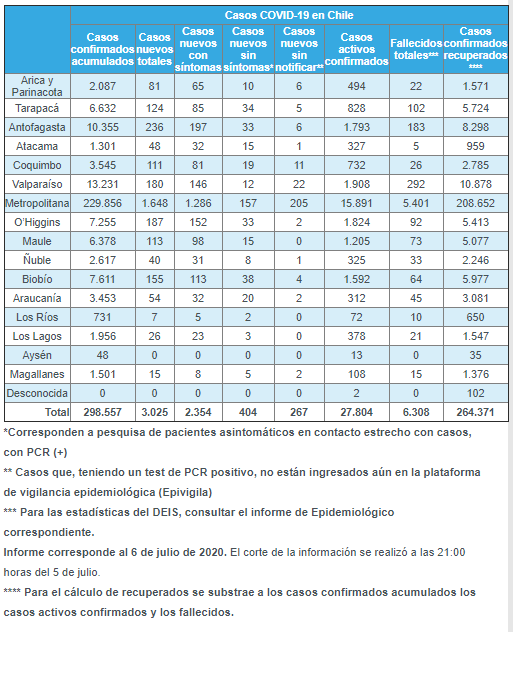 Casos COVID-19 en Chile
Casos confirmados acumulados Casos nuevos totales Casos nuevos con síntomas Casos nuevos sin síntomas* Casos nuevos sin notificar** Casos activos confirmados Fallecidos totales*** Casos confirmados recuperados ****
Arica y Parinacota 2.087 81 65 10 6 494 22 1.571
Tarapacá 6.632 124 85 34 5 828 102 5.724
Antofagasta 10.355 236 197 33 6 1.793 183 8.298
Atacama 1.301 48 32 15 1 327 5 959
Coquimbo 3.545 111 81 19 11 732 26 2.785
Valparaíso 13.231 180 146 12 22 1.908 292 10.878
Metropolitana 229.856 1.648 1.286 157 205 15.891 5.401 208.652
O'Higgins 7.255 187 152 33 2 1.824 92 5.413
Maule 6.378 113 98 15 0 1.205 73 5.077
Ñuble 2.617 40 31 8 1 325 33 2.246
Biobío 7.611 155 113 38 4 1.592 64 5.977
Araucanía 3.453 54 32 20 2 312 45 3.081
Los Ríos 731 7 5 2 0 72 10 650
Los Lagos 1.956 26 23 3 0 378 21 1.547
Aysén 48 0 0 0 0 13 0 35
Magallanes 1.501 15 8 5 2 108 15 1.376
Desconocida 0 0 0 0 0 2 0 102
Total 298.557 3.025 2.354 404 267 27.804 6.308 264.371
*Corresponden a pesquisa de pacientes asintomáticos en contacto estrecho con casos,
con PCR (+)
** Casos que, teniendo un test de PCR positivo, no están ingresados aún en la plataforma
de vigilancia epidemiológica (Epivigila)
*** Para las estadísticas del DEIS, consultar el informe de Epidemiológico
correspondiente.
Informe corresponde al 6 de julio de 2020. El corte de la información se realizó a las 21:00
horas del 5 de julio.
**** Para el cálculo de recuperados se substrae a los casos confirmados acumulados los
casos activos confirmados y los fallecidos.